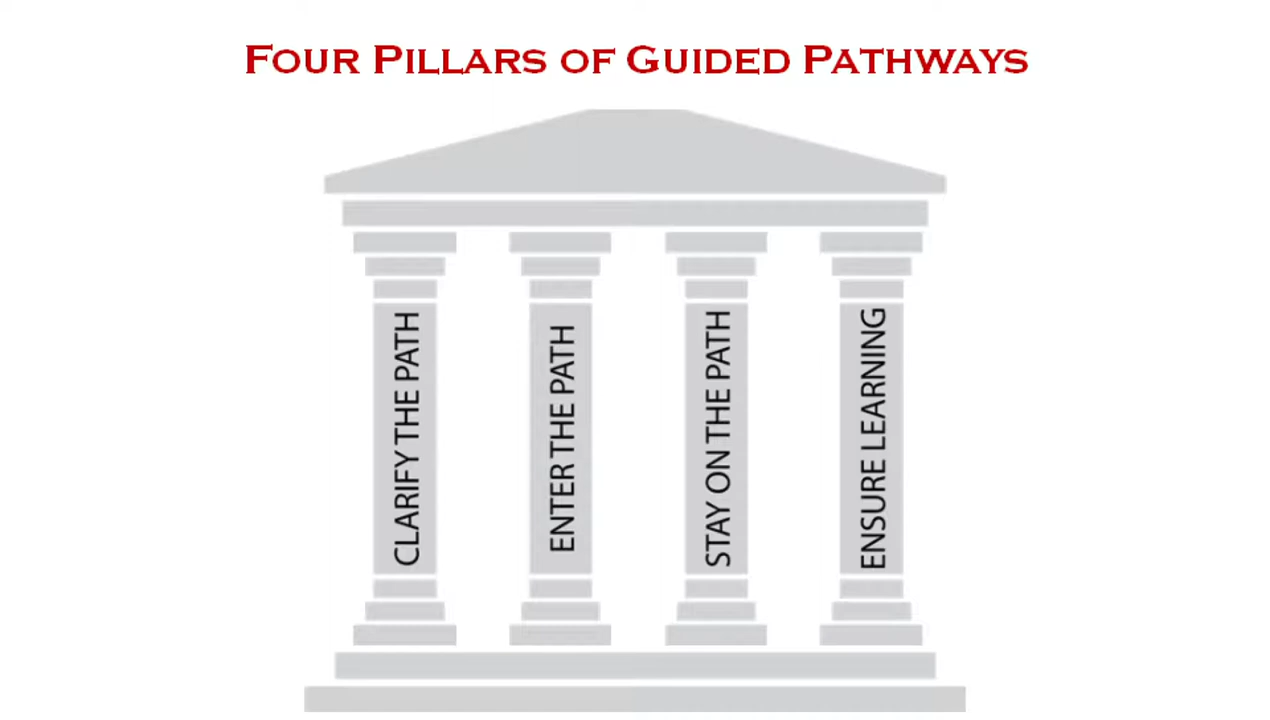 Four Pillars of Guided Pathways
CLARIFY THE PATH
ENTER THE PATH
STAY ON THE PATH
ENSURE LEARNING